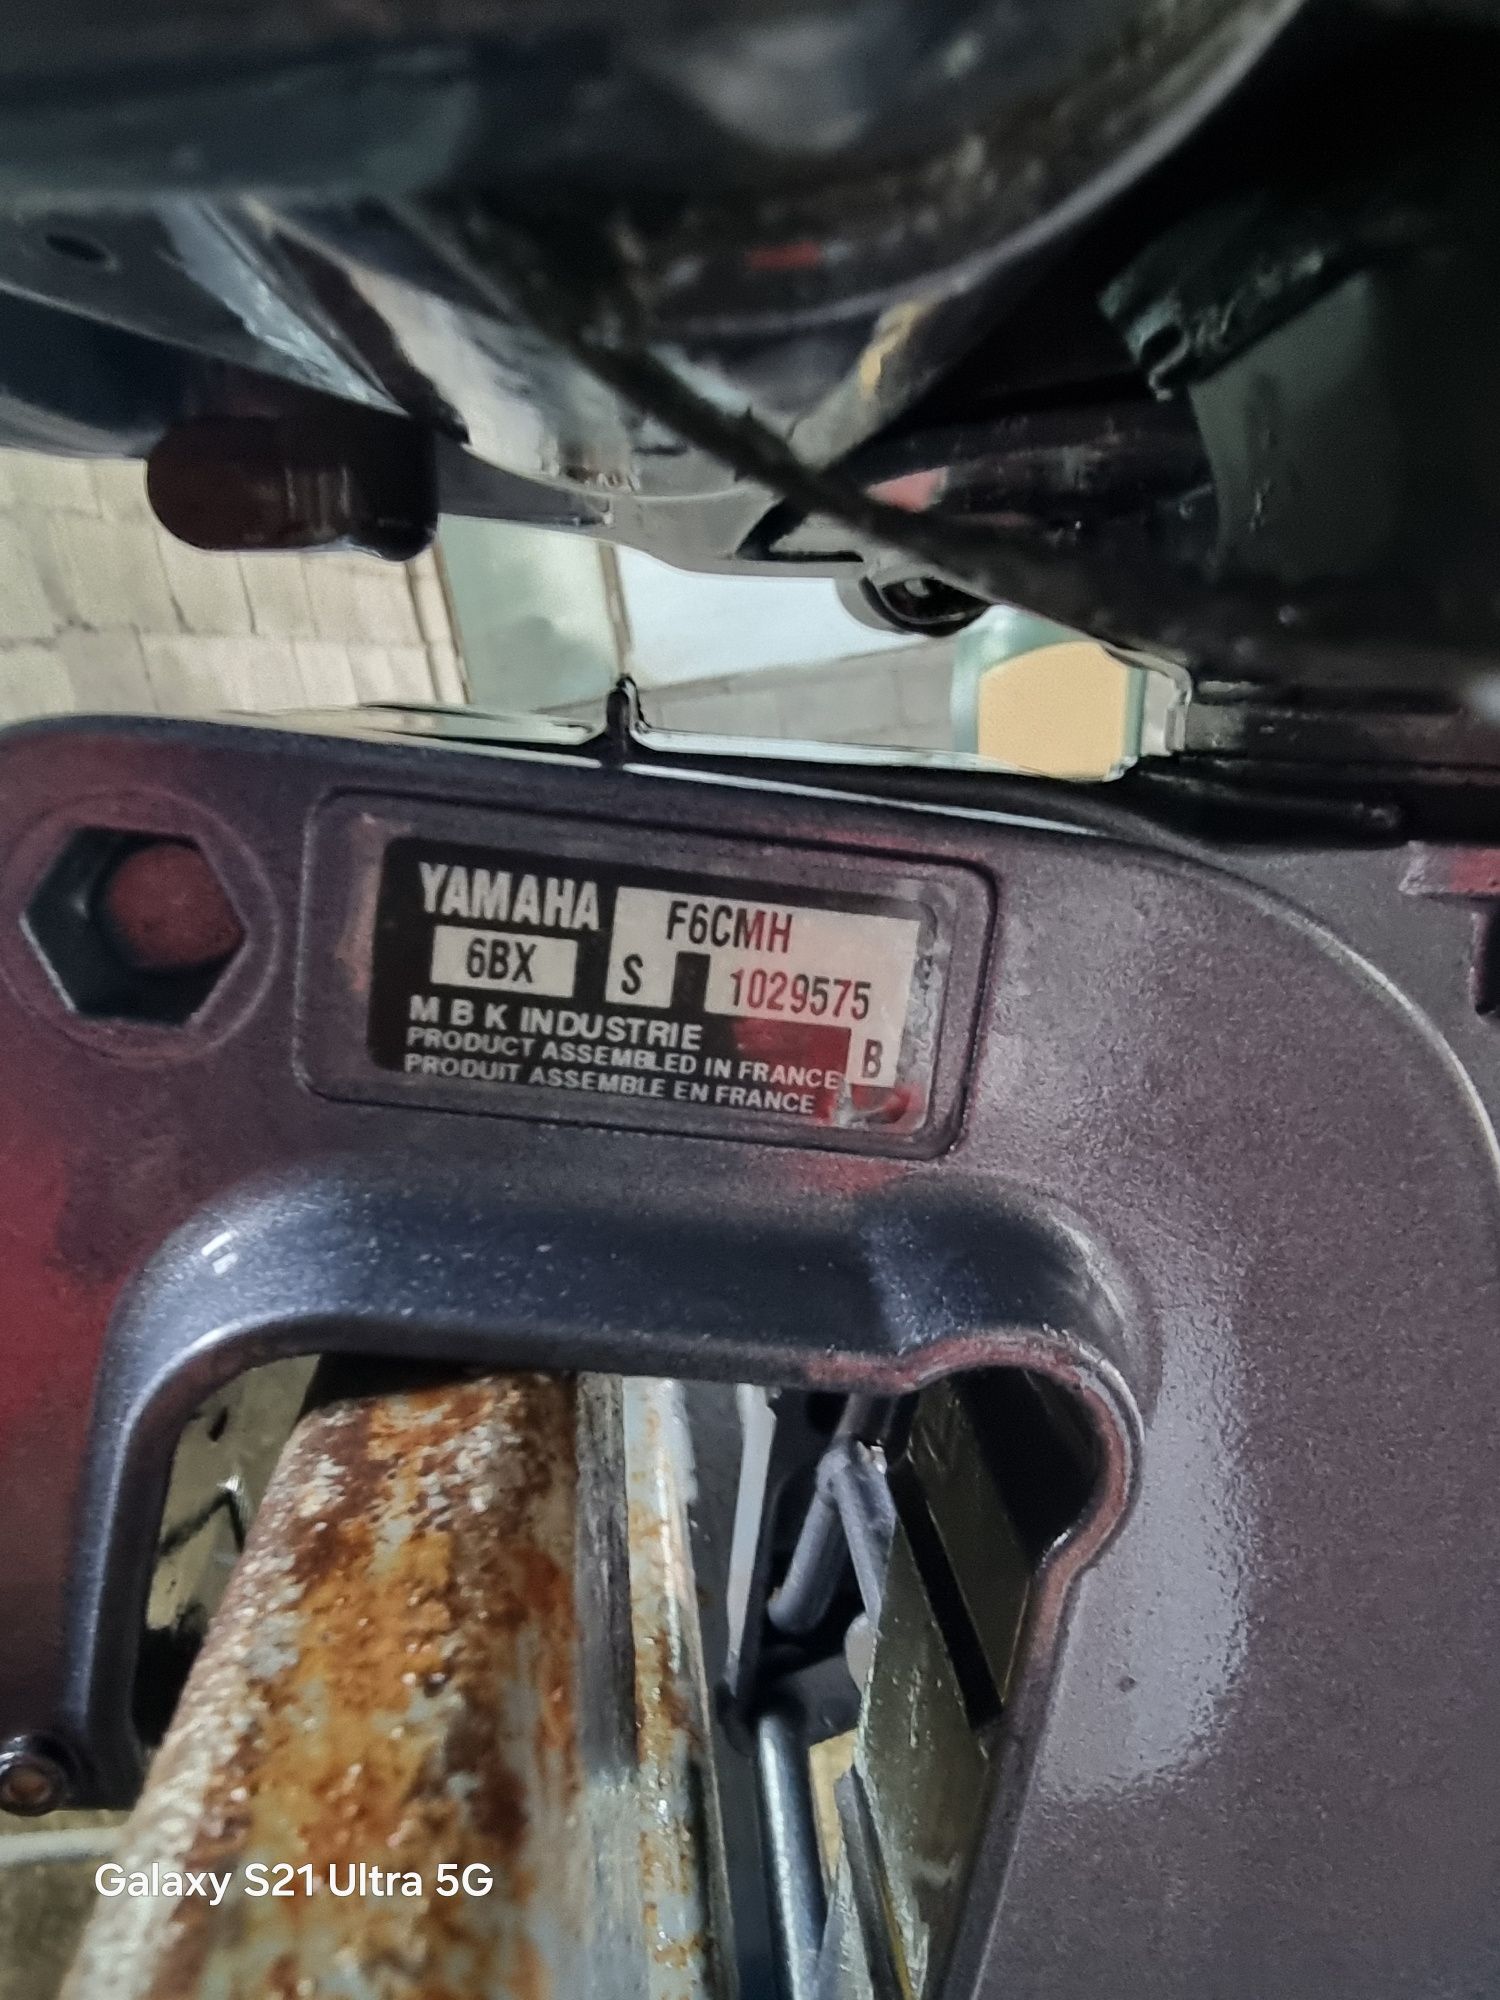 YAMAHA F6CMH
6BX S 1029575
M B K INDUSTRIE
PRODUCT ASSEMBLED IN FRANCE B
PRODUIT ASSEMBLE EN FRANCE
Galaxy S21 Ultra 5G